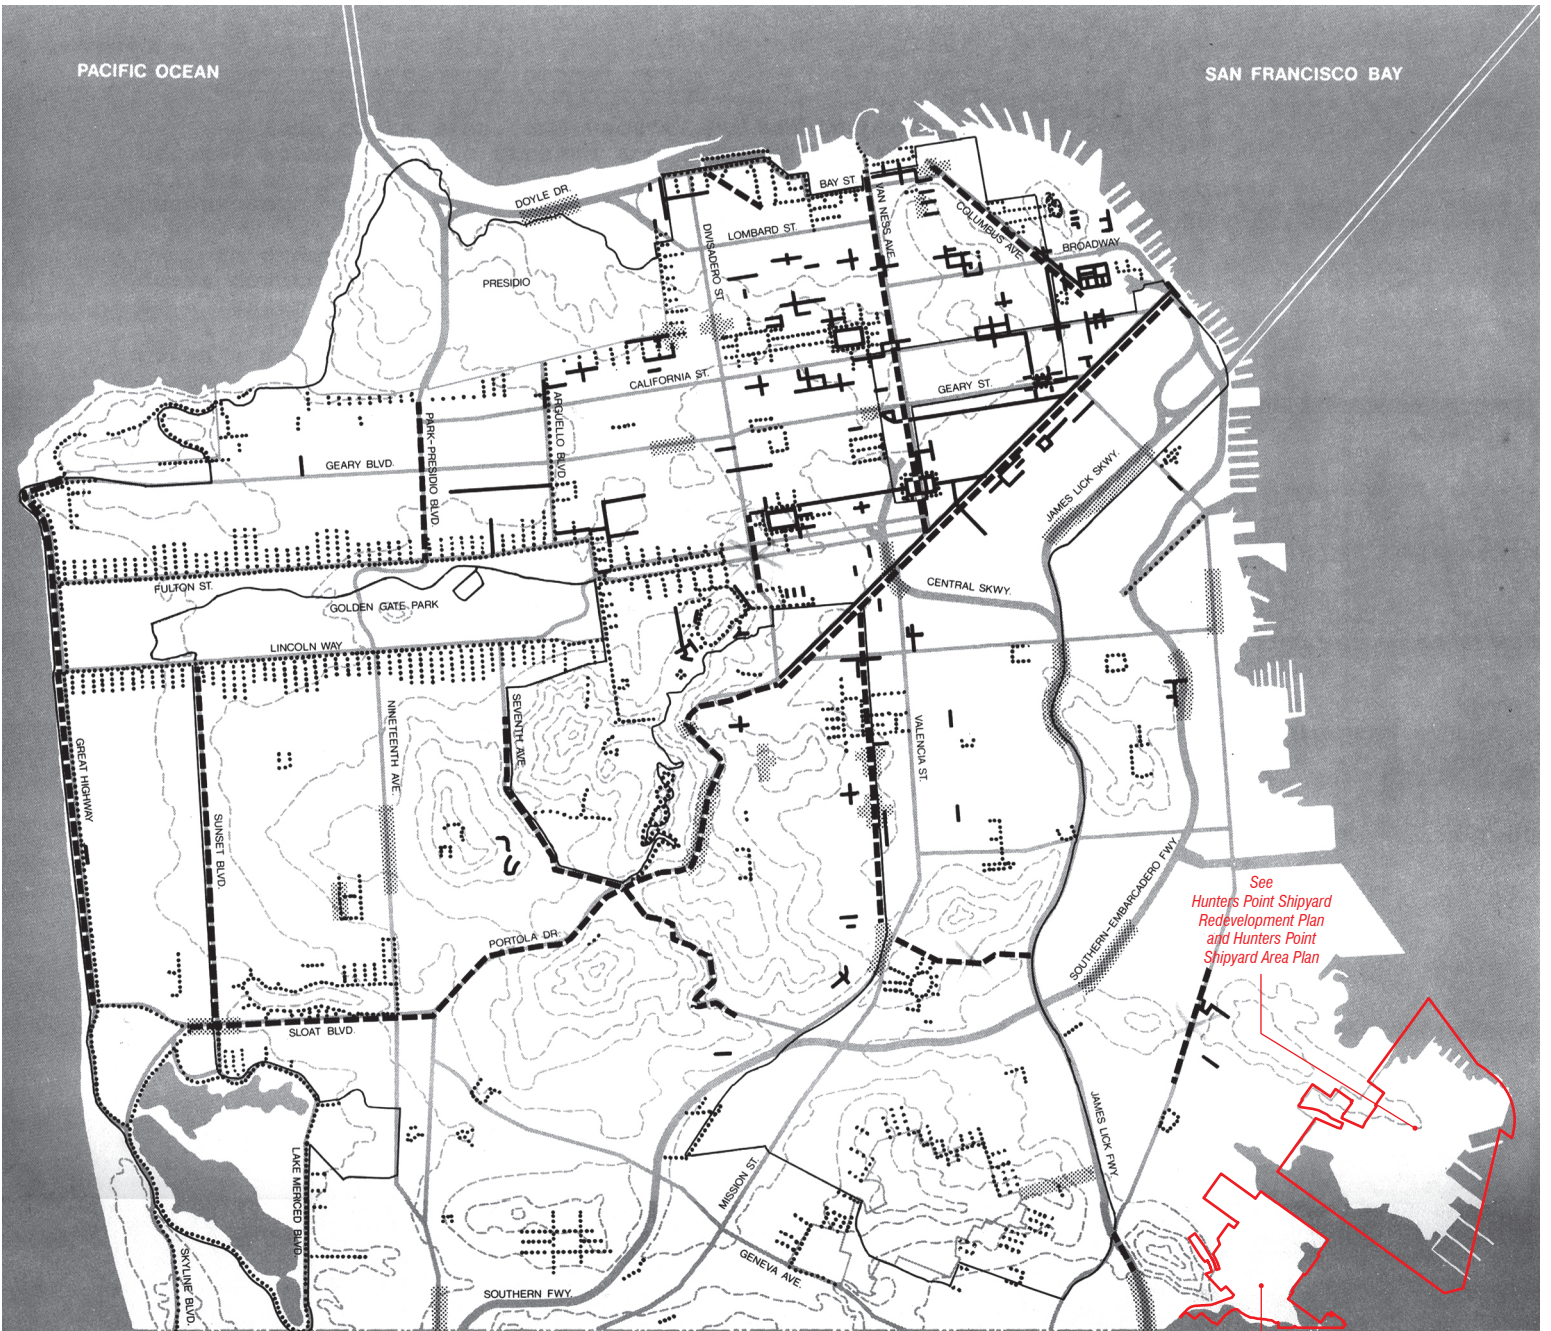 PACIFIC OCEAN
SAN FRANCISCO BAY
DOYLE DR.
BAY ST.
VAN NESS AVE.
COLUMBUS AVE.
LOMBARD ST.
DIVISADERO ST.
BROADWAY
PRESIDIO
CALIFORNIA ST.
GEARY ST.
PARK-PRESIDIO BLVD.
ARGUELLO BLVD.
GEARY BLVD.
JAMES LICK SKWY.
FULTON ST.
GOLDEN GATE PARK
CENTRAL SKWY.
LINCOLN WAY
NINETEENTH AVE.
SEVENTH AVE.
VALENCIA ST.
GREAT HIGHWAY
SUNSET BLVD.
SOUTHERN-EMBARCADERO FWY.
See
Hunters Point Shipyard
Redevelopment Plan
and Hunters Point
Shipyard Area Plan
PORTOLA DR.
SLOAT BLVD.
JAMES LICK FWY.
LAKE MERICED BLVD.
MISSION ST.
SKYLINE BLVD.
GENEVA AVE.
SOUTHERN FWY.